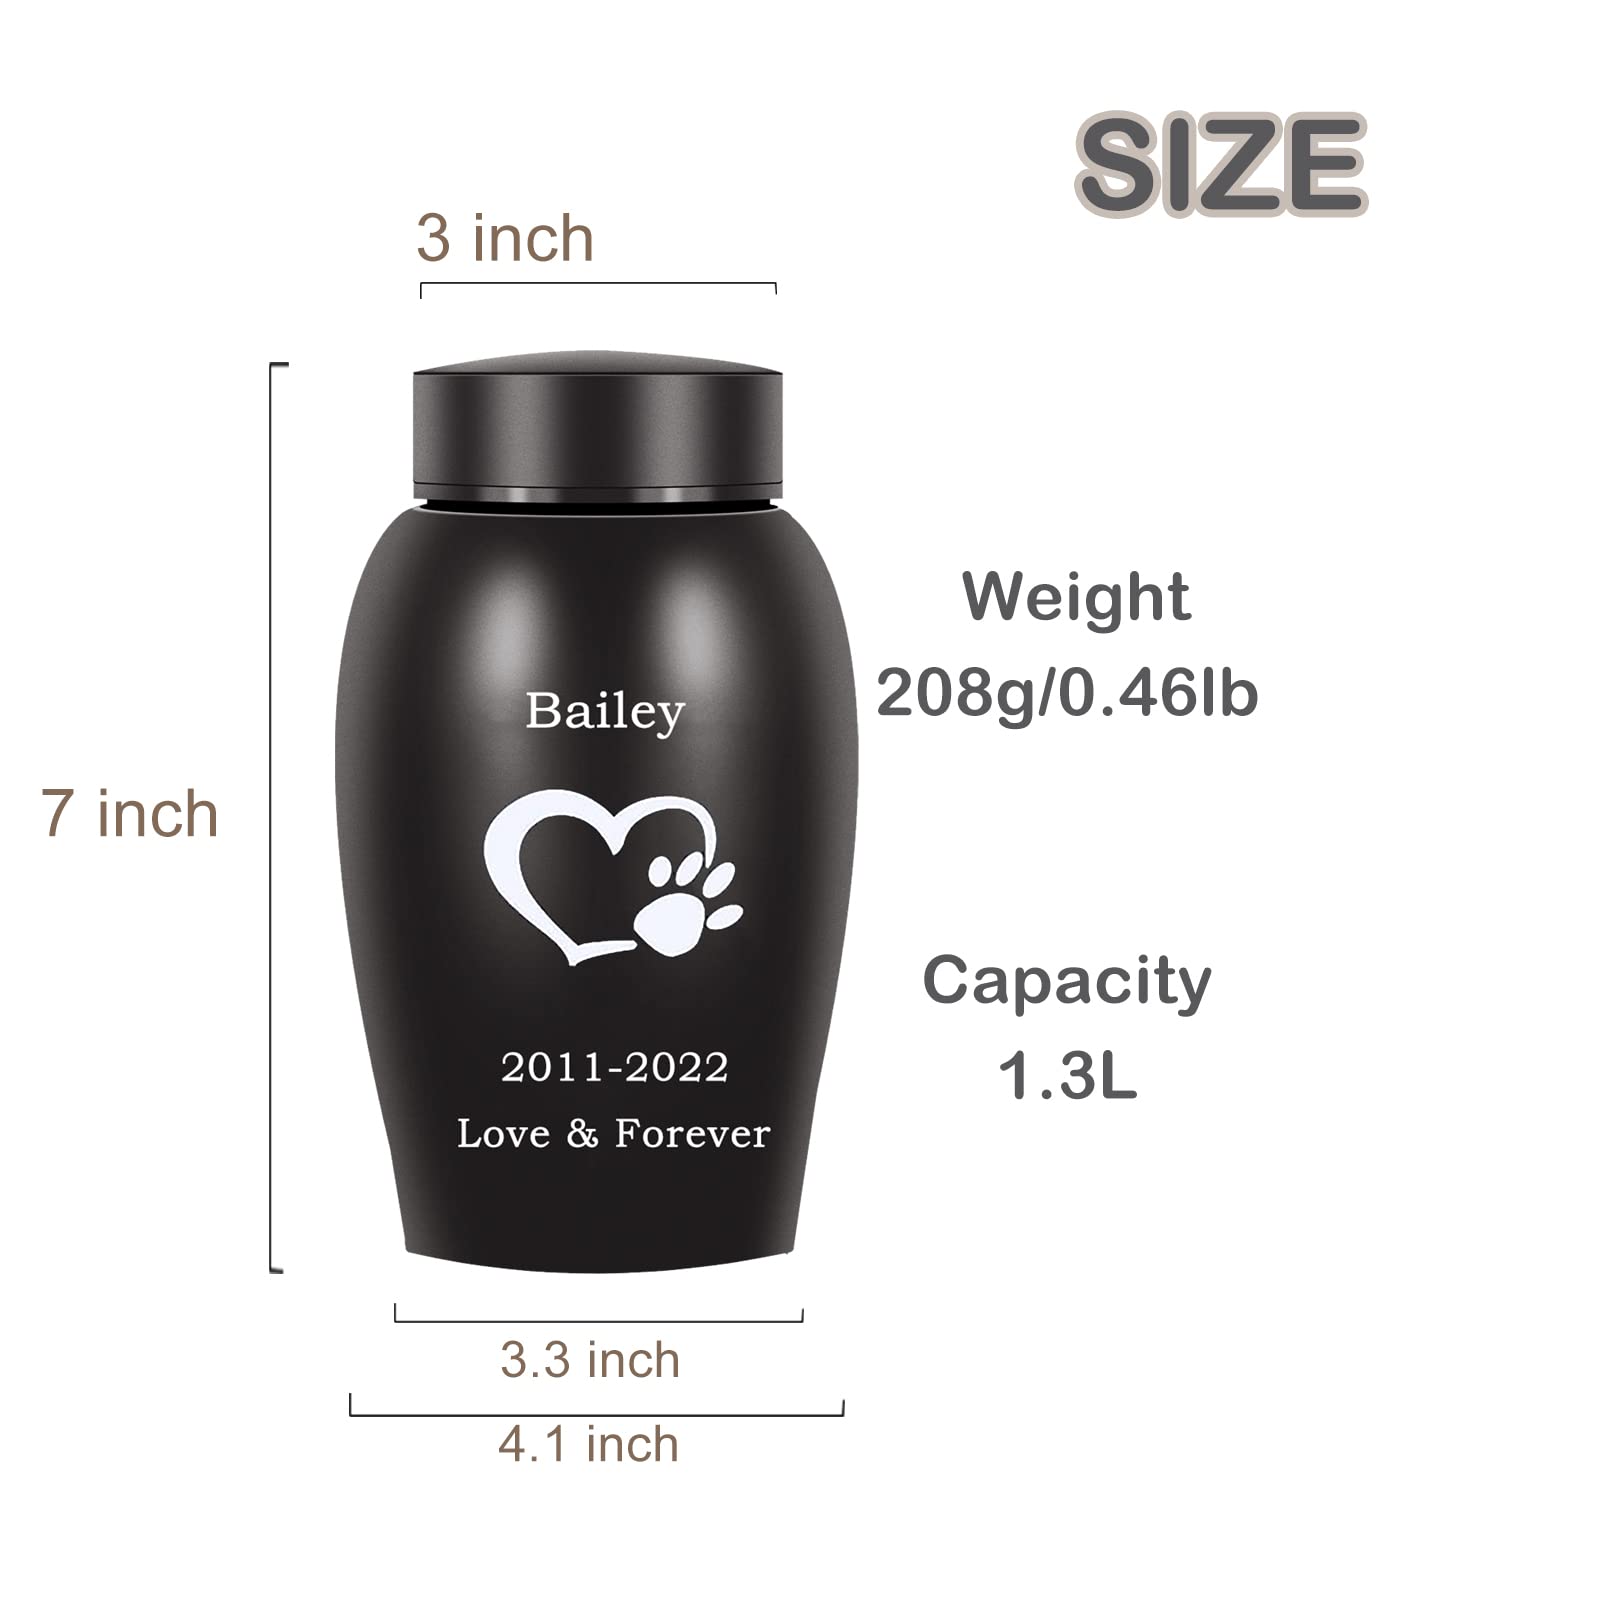 SIZE
3 inch
7 inch
Bailey
2011-2022
Love & Forever
Weight
208g/0.46lb
Capacity
1.3L
3.3 inch
4.1 inch